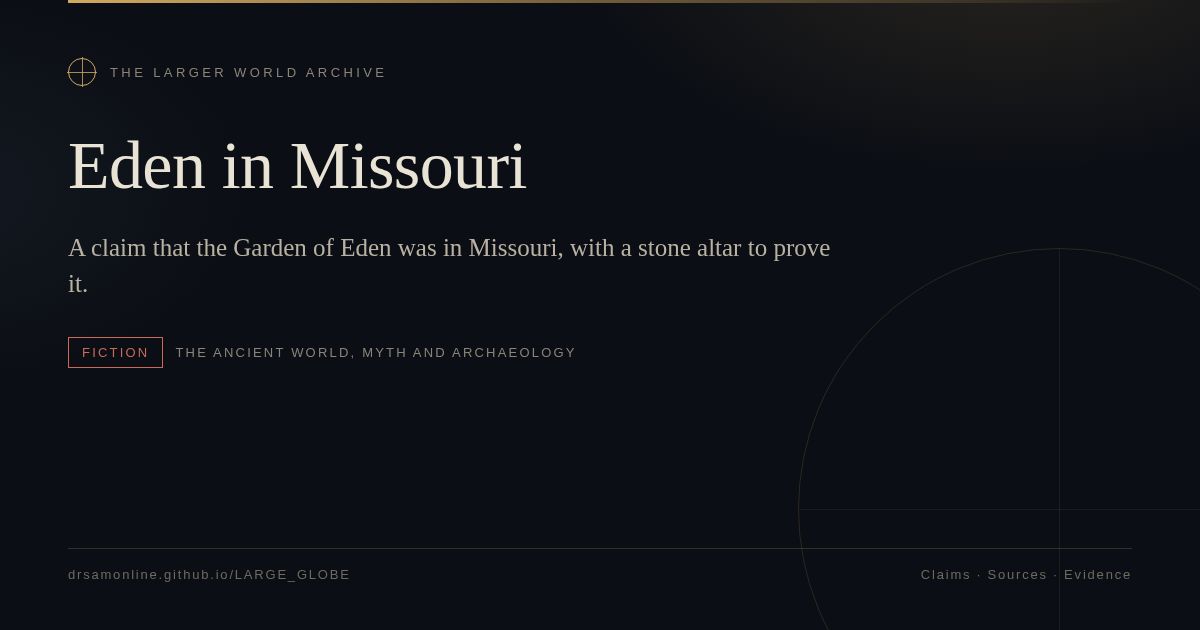 THE LARGER WORLD ARCHIVE
Eden in Missouri
A claim that the Garden of Eden was in Missouri, with a stone altar to prove
it.
FICTION THE ANCIENT WORLD, MYTH AND ARCHAEOLOGY
drsamonline.github.io/LARGE_GLOBE Claims · Sources · Evidence